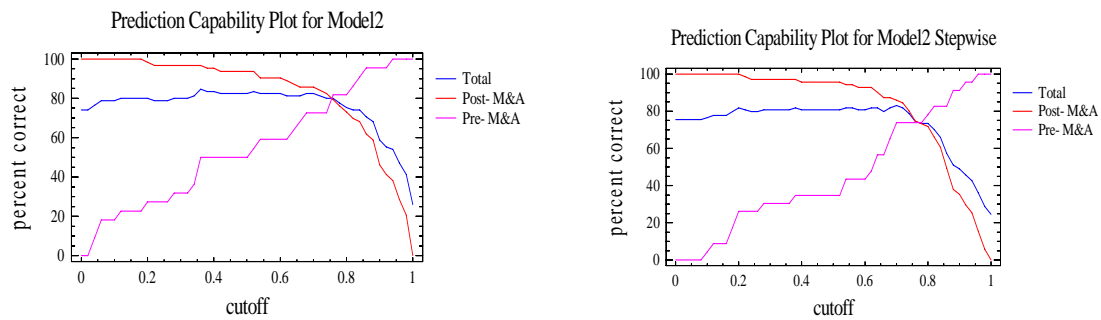 Prediction Capability Plot for Model2
percent correct
100
80
60
40
20
0
0 0.2 0.4 0.6 0.8 1
cutoff
Total
Post- M&A
Pre- M&A
Prediction Capability Plot for Model2 Stepwise
percent correct
100
80
60
40
20
0
0 0.2 0.4 0.6 0.8 1
cutoff
Total
Post- M&A
Pre- M&A